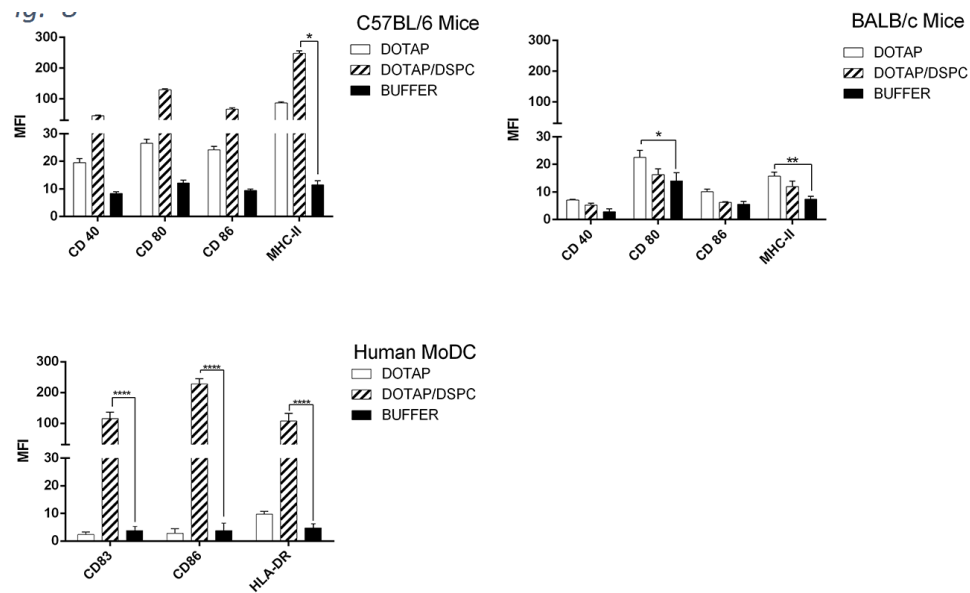 C57BL/6 Mice
DOTAP
DOTAP/DSPC
BUFFER
MFI
300
200
100
30
20
10
0
*
CD 40
CD 80
CD 86
MHC-II
BALB/c Mice
DOTAP
DOTAP/DSPC
BUFFER
MFI
300
200
100
30
20
10
0
*
**
CD 40
CD 80
CD 86
MHC-II
Human MoDC
DOTAP
DOTAP/DSPC
BUFFER
MFI
300
200
100
30
20
10
0
****
****
****
CD83
CD86
HLA-DR